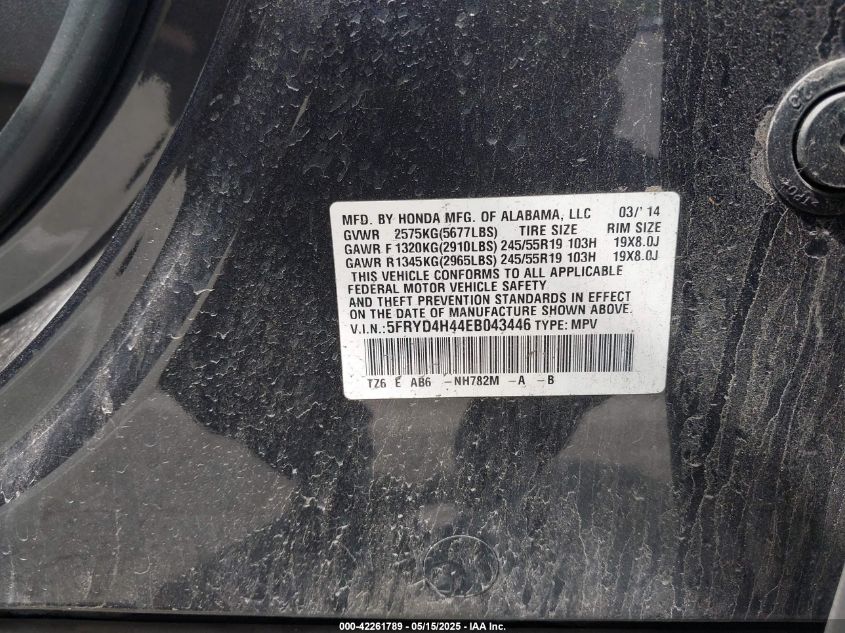 MFD. BY HONDA MFG. OF ALABAMA, LLC 03/'14
GVWR 2575KG(5677LBS) TIRE SIZE RIM SIZE
GAWR F 1320KG(2910LBS) 245/55R19 103H 19X8.0J
GAWR R1345KG(2965LBS) 245/55R19 103H 19X8.0J
THIS VEHICLE CONFORMS TO ALL APPLICABLE
FEDERAL MOTOR VEHICLE SAFETY
AND THEFT PREVENTION STANDARDS IN EFFECT
ON THE DATE OF MANUFACTURE SHOWN ABOVE.
V.I.N.:5FRYD4H44EB043446 TYPE: MPV
TZ6 E AB6 -NH782M -A -B
000-42261789 - 05/15/2025 - IAA Inc.